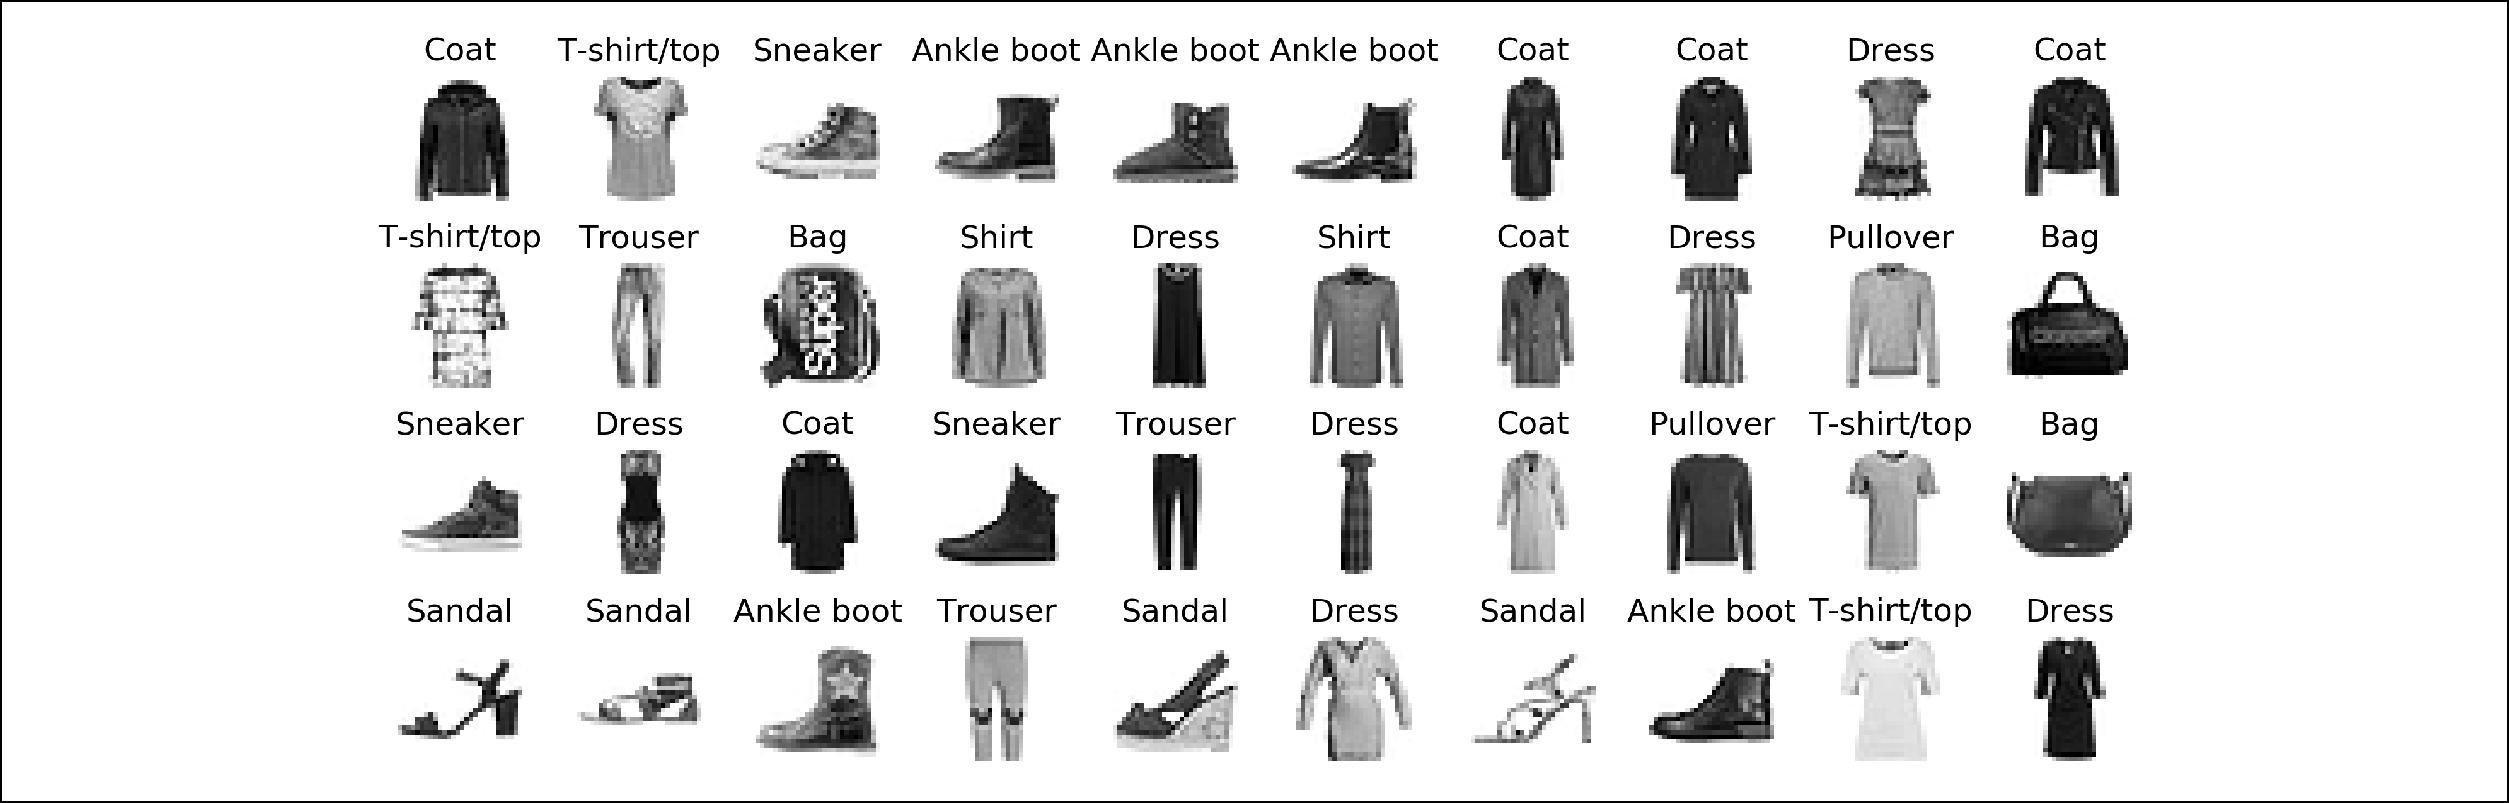 Coat T-shirt/top Sneaker Ankle boot Ankle boot Ankle boot Coat Coat Dress Coat
T-shirt/top Trouser Bag Shirt Dress Shirt Coat Dress Pullover Bag
Super
Sneaker Dress Coat Sneaker Trouser Dress Coat Pullover T-shirt/top Bag
Sandal Sandal Ankle boot Trouser Sandal Dress Sandal Ankle boot T-shirt/top Dress